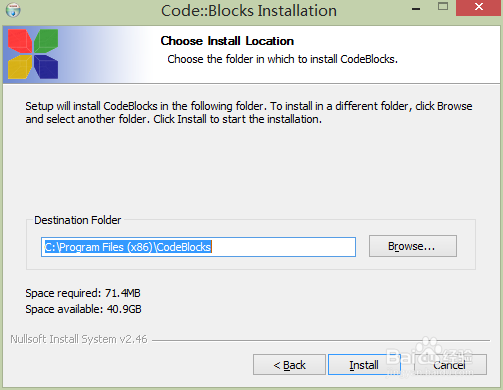 Code::Blocks Installation
Choose Install Location
Choose the folder in which to install CodeBlocks.
Setup will install CodeBlocks in the following folder. To install in a different folder, click Browse
and select another folder. Click Install to start the installation.
Destination Folder
C:\Program Files (x86)\CodeBlocks
Browse...
Space required: 71.4MB
Space available: 40.9GB
Nullsoft Install System v2.46
< Back
Install
Cancel
Bai 经验